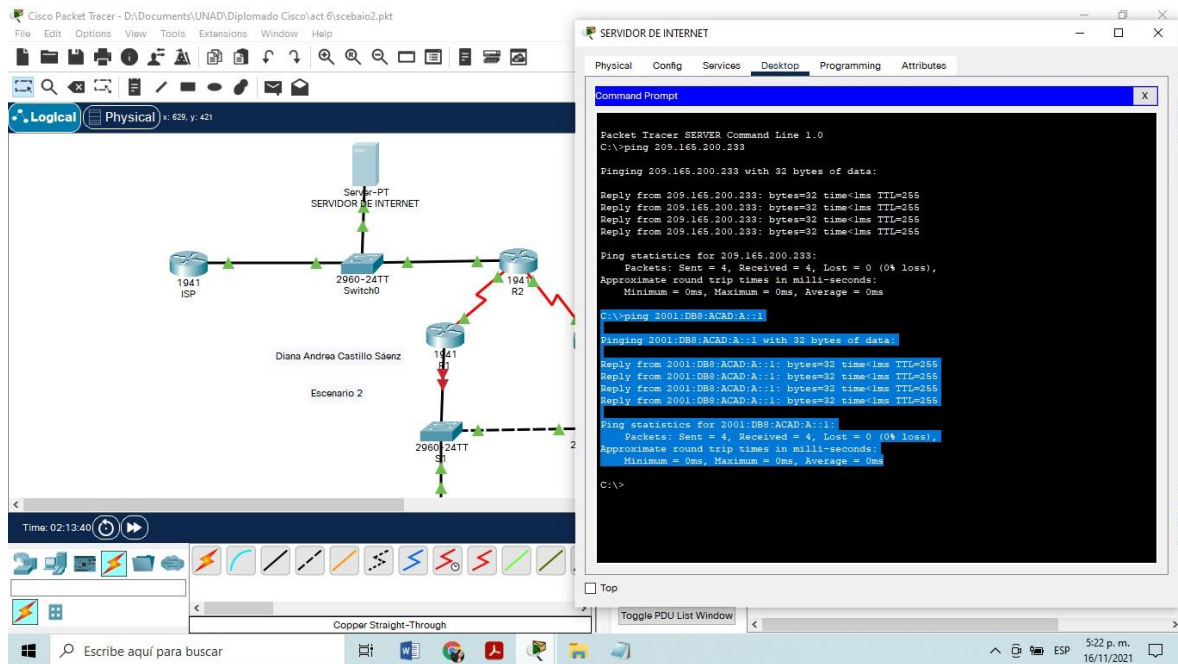 Cisco Packet Tracer - D:\Documents\UNAD\Diplomado Cisco\act 6\scebaio2.pkt
File Edit Options View Tools Extensions Window Help
Logical Physical x: 629, y: 421
Server-PT
SERVIDOR DE INTERNET
1941
ISP
2960-24TT
Switch0
1941
R2
1941
R1
Diana Andrea Castillo Sáenz
Escenario 2
2960-24TT
S1
2
Time: 02:13:40
Copper Straight-Through
SERVIDOR DE INTERNET
Physical Config Services Desktop Programming Attributes
Command Prompt X
Packet Tracer SERVER Command Line 1.0
C:\>ping 209.165.200.233
Pinging 209.165.200.233 with 32 bytes of data:
Reply from 209.165.200.233: bytes=32 time<1ms TTL=255
Reply from 209.165.200.233: bytes=32 time<1ms TTL=255
Reply from 209.165.200.233: bytes=32 time<1ms TTL=255
Reply from 209.165.200.233: bytes=32 time<1ms TTL=255
Ping statistics for 209.165.200.233:
Packets: Sent = 4, Received = 4, Lost = 0 (0% loss),
Approximate round trip times in milli-seconds:
Minimum = 0ms, Maximum = 0ms, Average = 0ms
C:\>ping 2001:DB8:ACAD:A::1
Pinging 2001:DB8:ACAD:A::1 with 32 bytes of data:
Reply from 2001:DB8:ACAD:A::1: bytes=32 time<1ms TTL=255
Reply from 2001:DB8:ACAD:A::1: bytes=32 time<1ms TTL=255
Reply from 2001:DB8:ACAD:A::1: bytes=32 time<1ms TTL=255
Reply from 2001:DB8:ACAD:A::1: bytes=32 time<1ms TTL=255
Ping statistics for 2001:DB8:ACAD:A::1:
Packets: Sent = 4, Received = 4, Lost = 0 (0% loss),
Approximate round trip times in milli-seconds:
Minimum = 0ms, Maximum = 0ms, Average = 0ms
C:\>
Top
Toggle PDU List Window
Escribe aquí para buscar
ESP
5:22 p. m.
16/11/2021